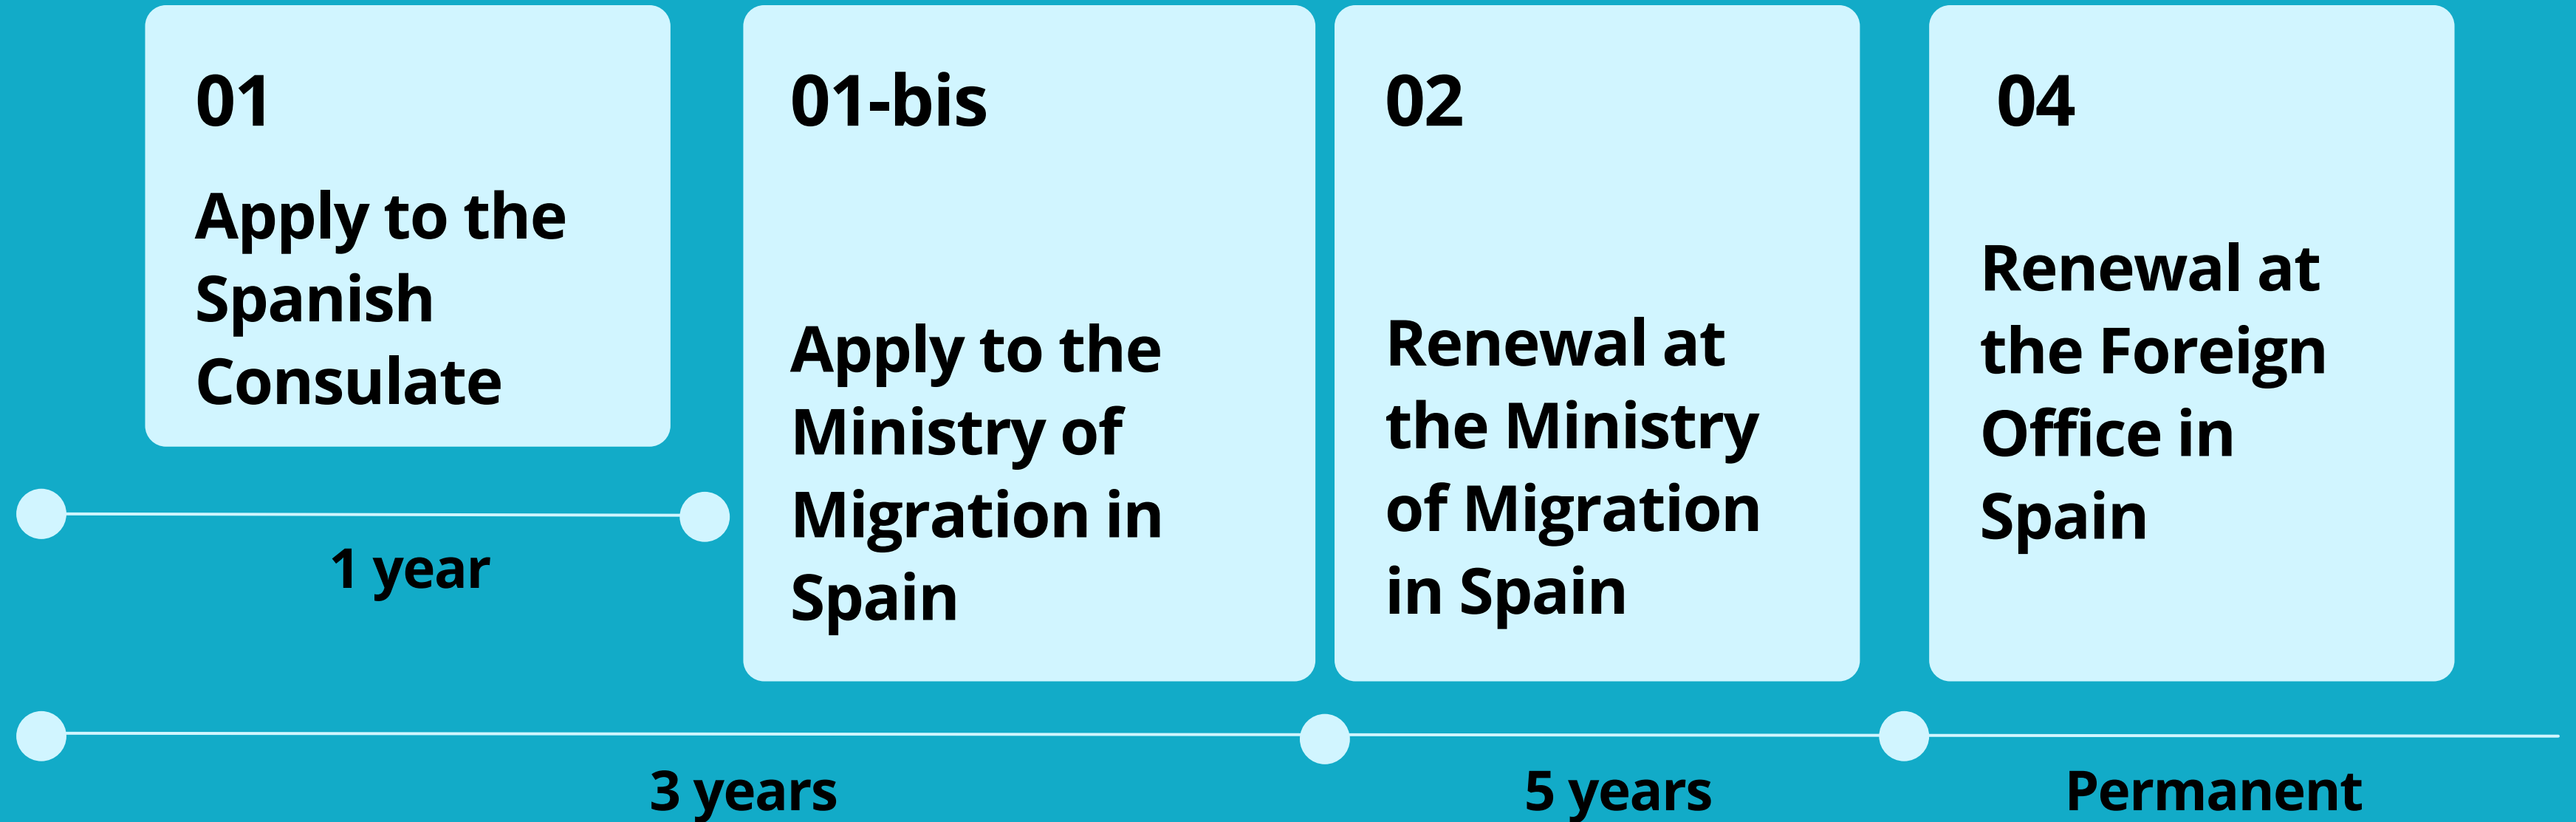 01
Apply to the
Spanish
Consulate
1 year
01-bis
Apply to the
Ministry of
Migration in
Spain
02
Renewal at
the Ministry
of Migration
in Spain
04
Renewal at
the Foreign
Office in
Spain
3 years
5 years
Permanent